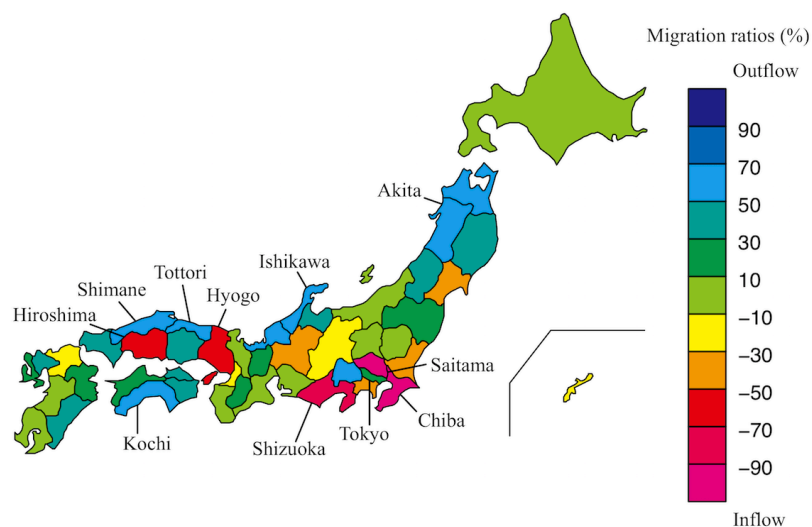 Migration ratios (%)
Outflow
90
70
50
30
10
−10
−30
−50
−70
−90
Inflow
Akita
Ishikawa
Tottori
Shimane
Hyogo
Hiroshima
Saitama
Chiba
Tokyo
Kochi
Shizuoka